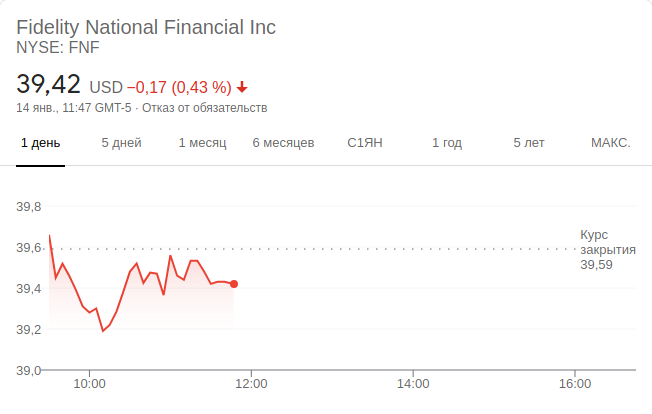 Fidelity National Financial Inc
NYSE: FNF
39,42 USD −0,17 (0,43 %)
14 янв., 11:47 GMT-5 · Отказ от обязательств
1 день 5 дней 1 месяц 6 месяцев С1ЯН 1 год 5 лет МАКС.
39,8
Курс
39,6 закрытия
39,59
39,4
39,2
39,0
10:00 12:00 14:00 16:00